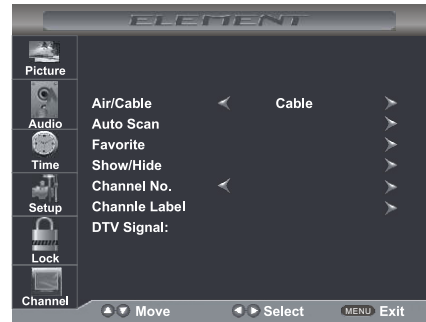 ELEMENT
Picture
Audio
Time
Setup
Lock
Channel
Air/Cable Cable
Auto Scan
Favorite
Show/Hide
Channel No.
Channle Label
DTV Signal:
Move Select MENU Exit